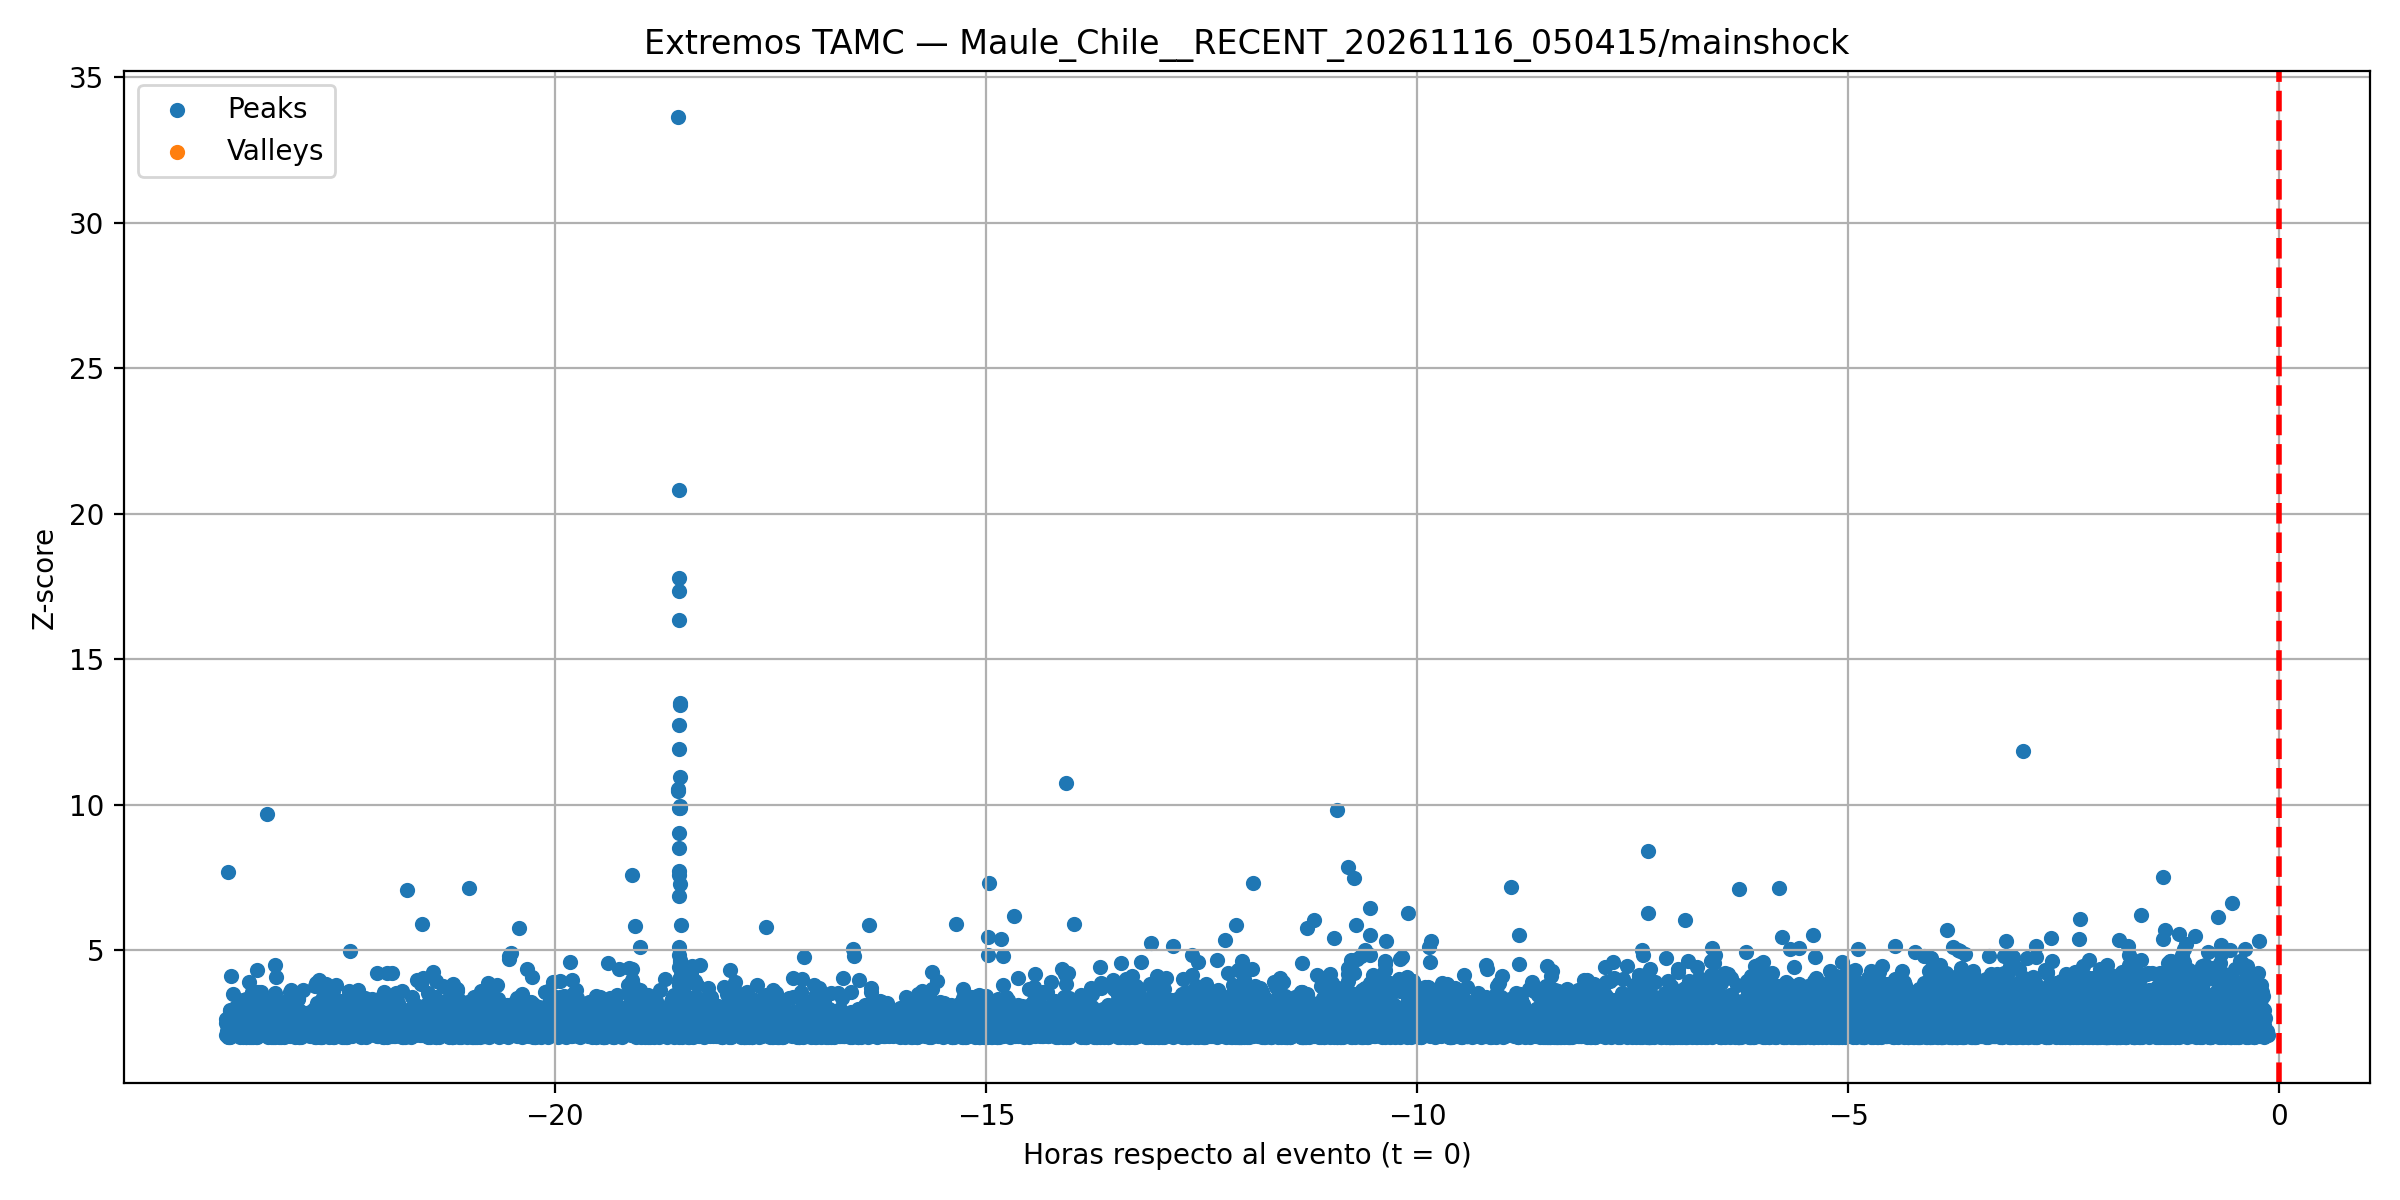 Extremos TAMC — Maule_Chile__RECENT_20261116_050415/mainshock
Peaks
Valleys
Z-score
35
30
25
20
15
10
5
−20
−15
−10
−5
0
Horas respecto al evento (t = 0)